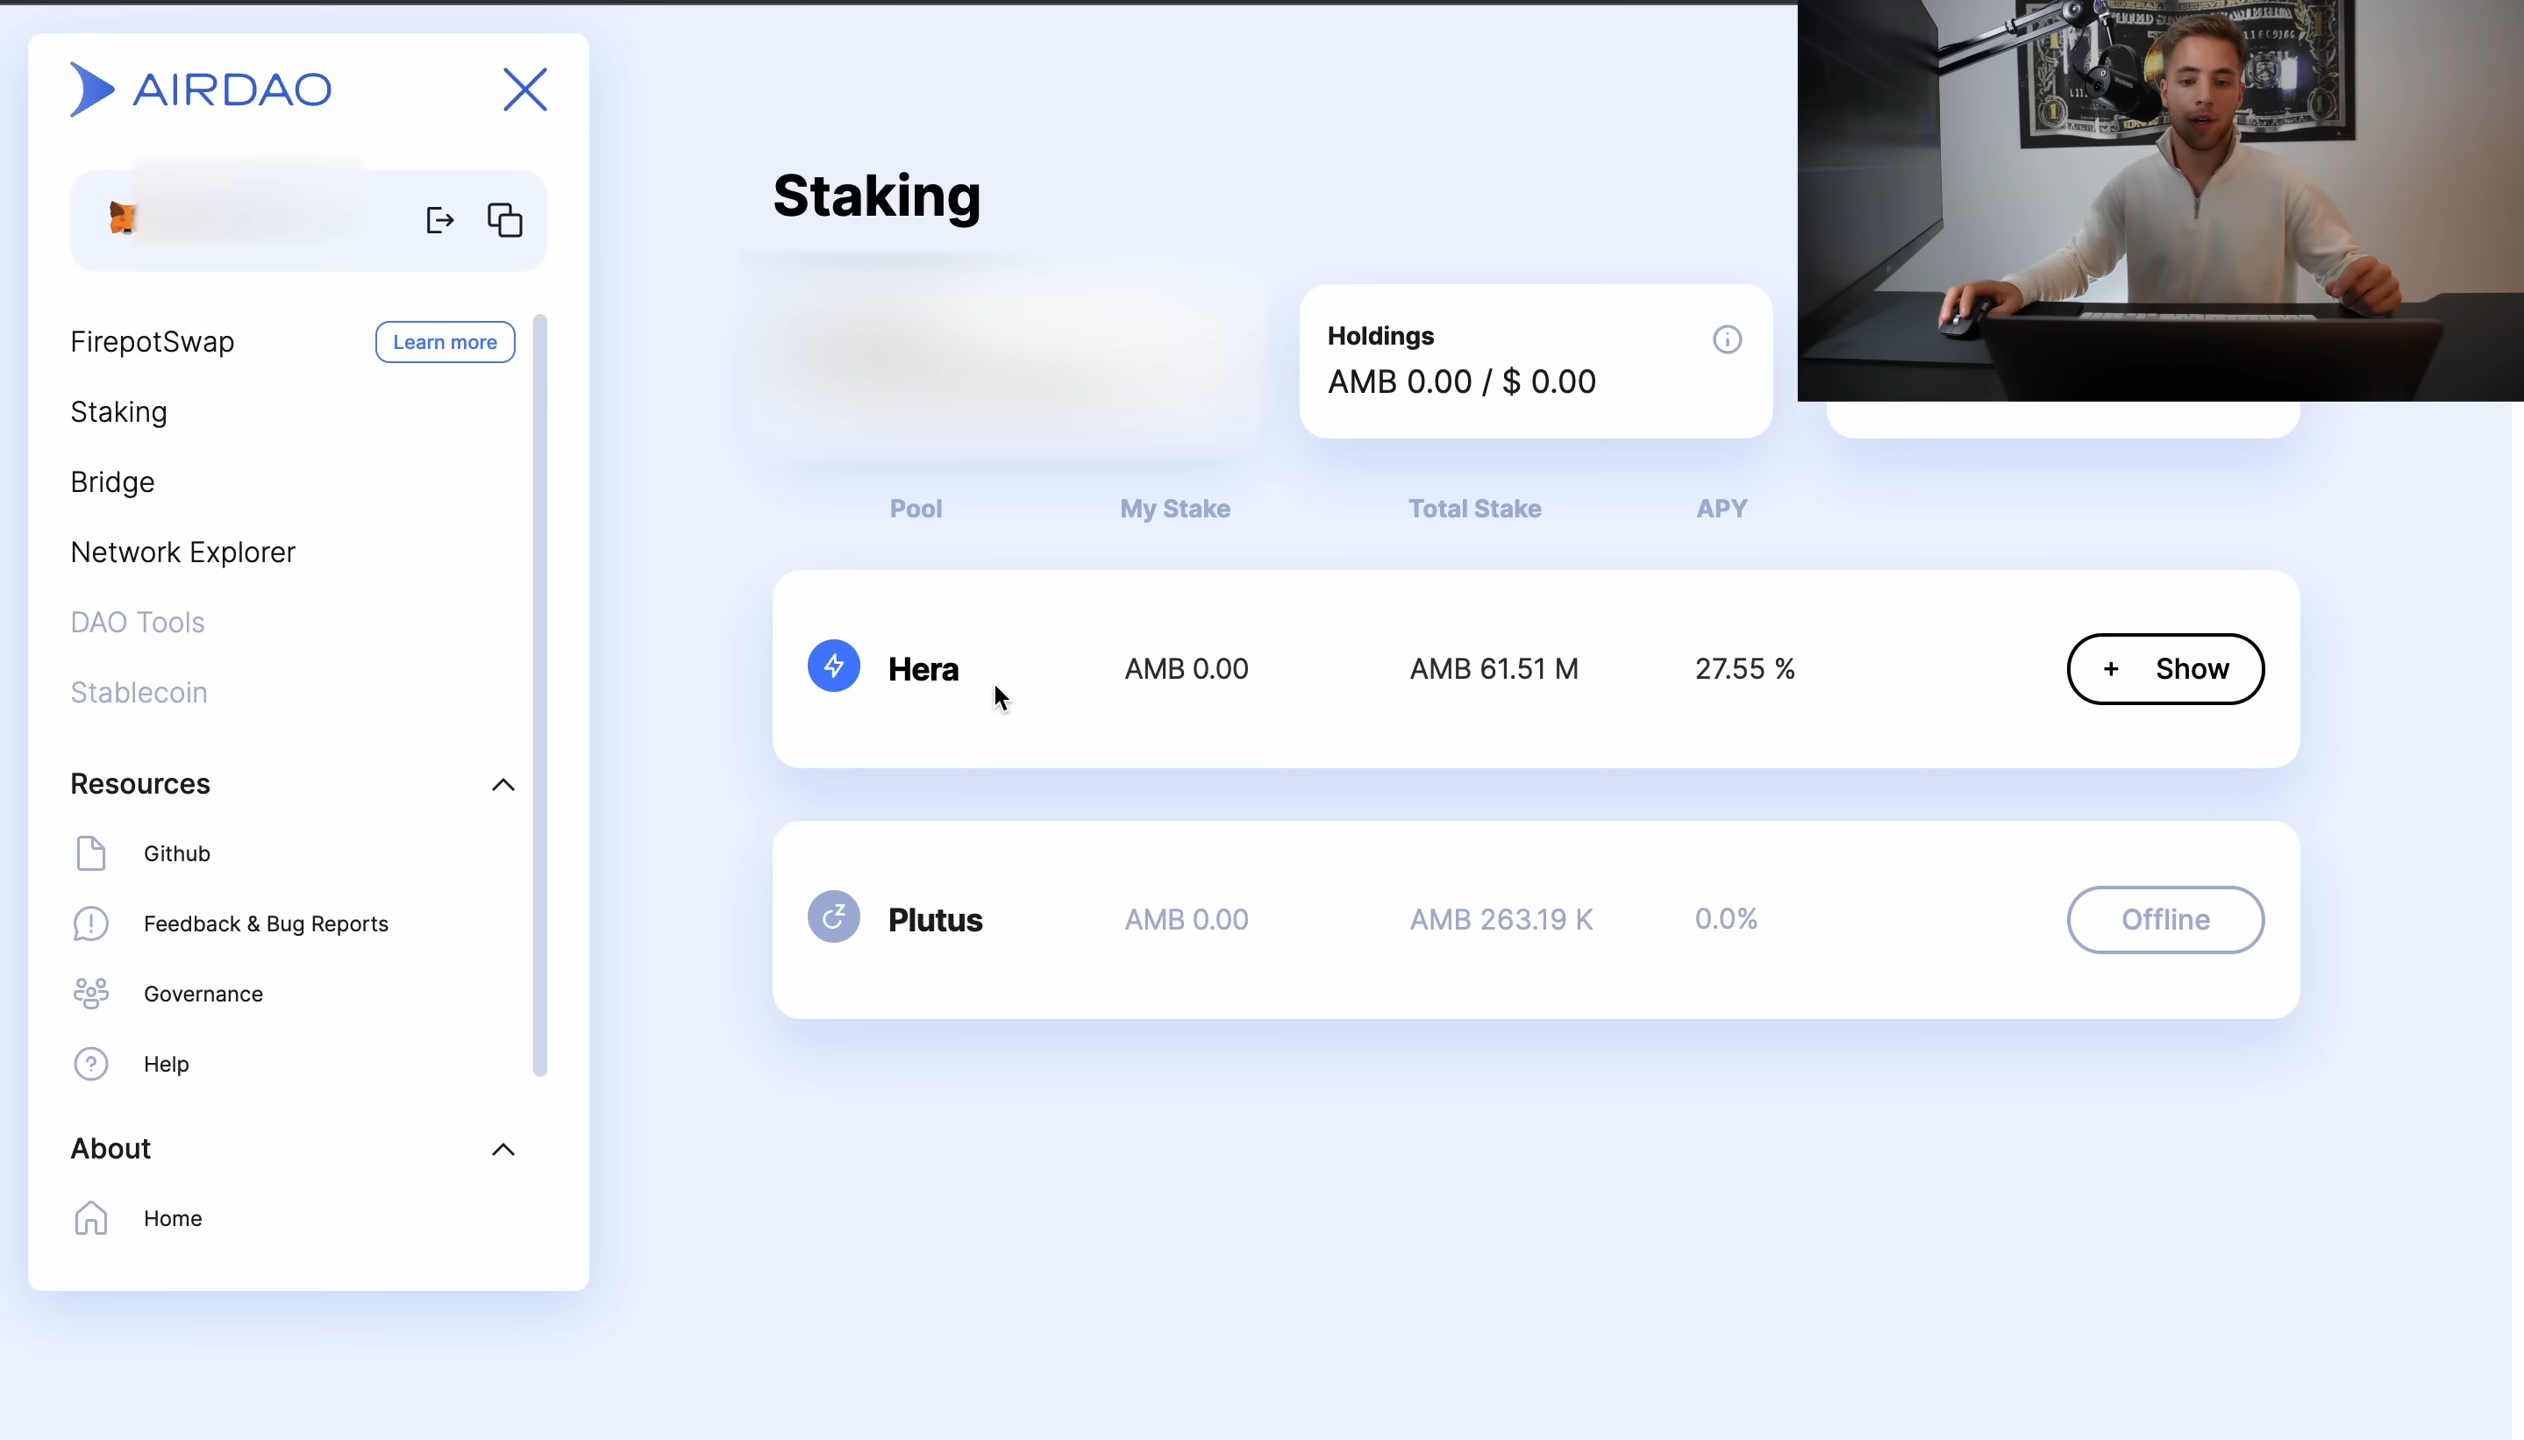 AIRDAO
FirepotSwap
Learn more
Staking
Bridge
Network Explorer
DAO Tools
Stablecoin
Resources
Github
Feedback & Bug Reports
Governance
Help
About
Home
Staking
Holdings
AMB 0.00 / $ 0.00
Pool My Stake Total Stake APY
Hera AMB 0.00 AMB 61.51 M 27.55 % + Show
Plutus AMB 0.00 AMB 263.19 K 0.0% Offline